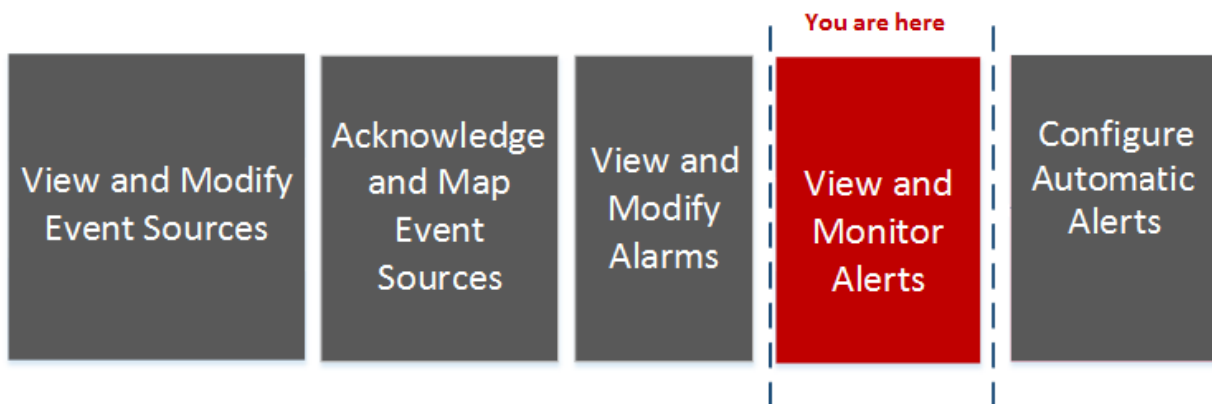 You are here
View and Modify
Event Sources
Acknowledge
and Map
Event
Sources
View and
Modify
Alarms
View and
Monitor
Alerts
Configure
Automatic
Alerts